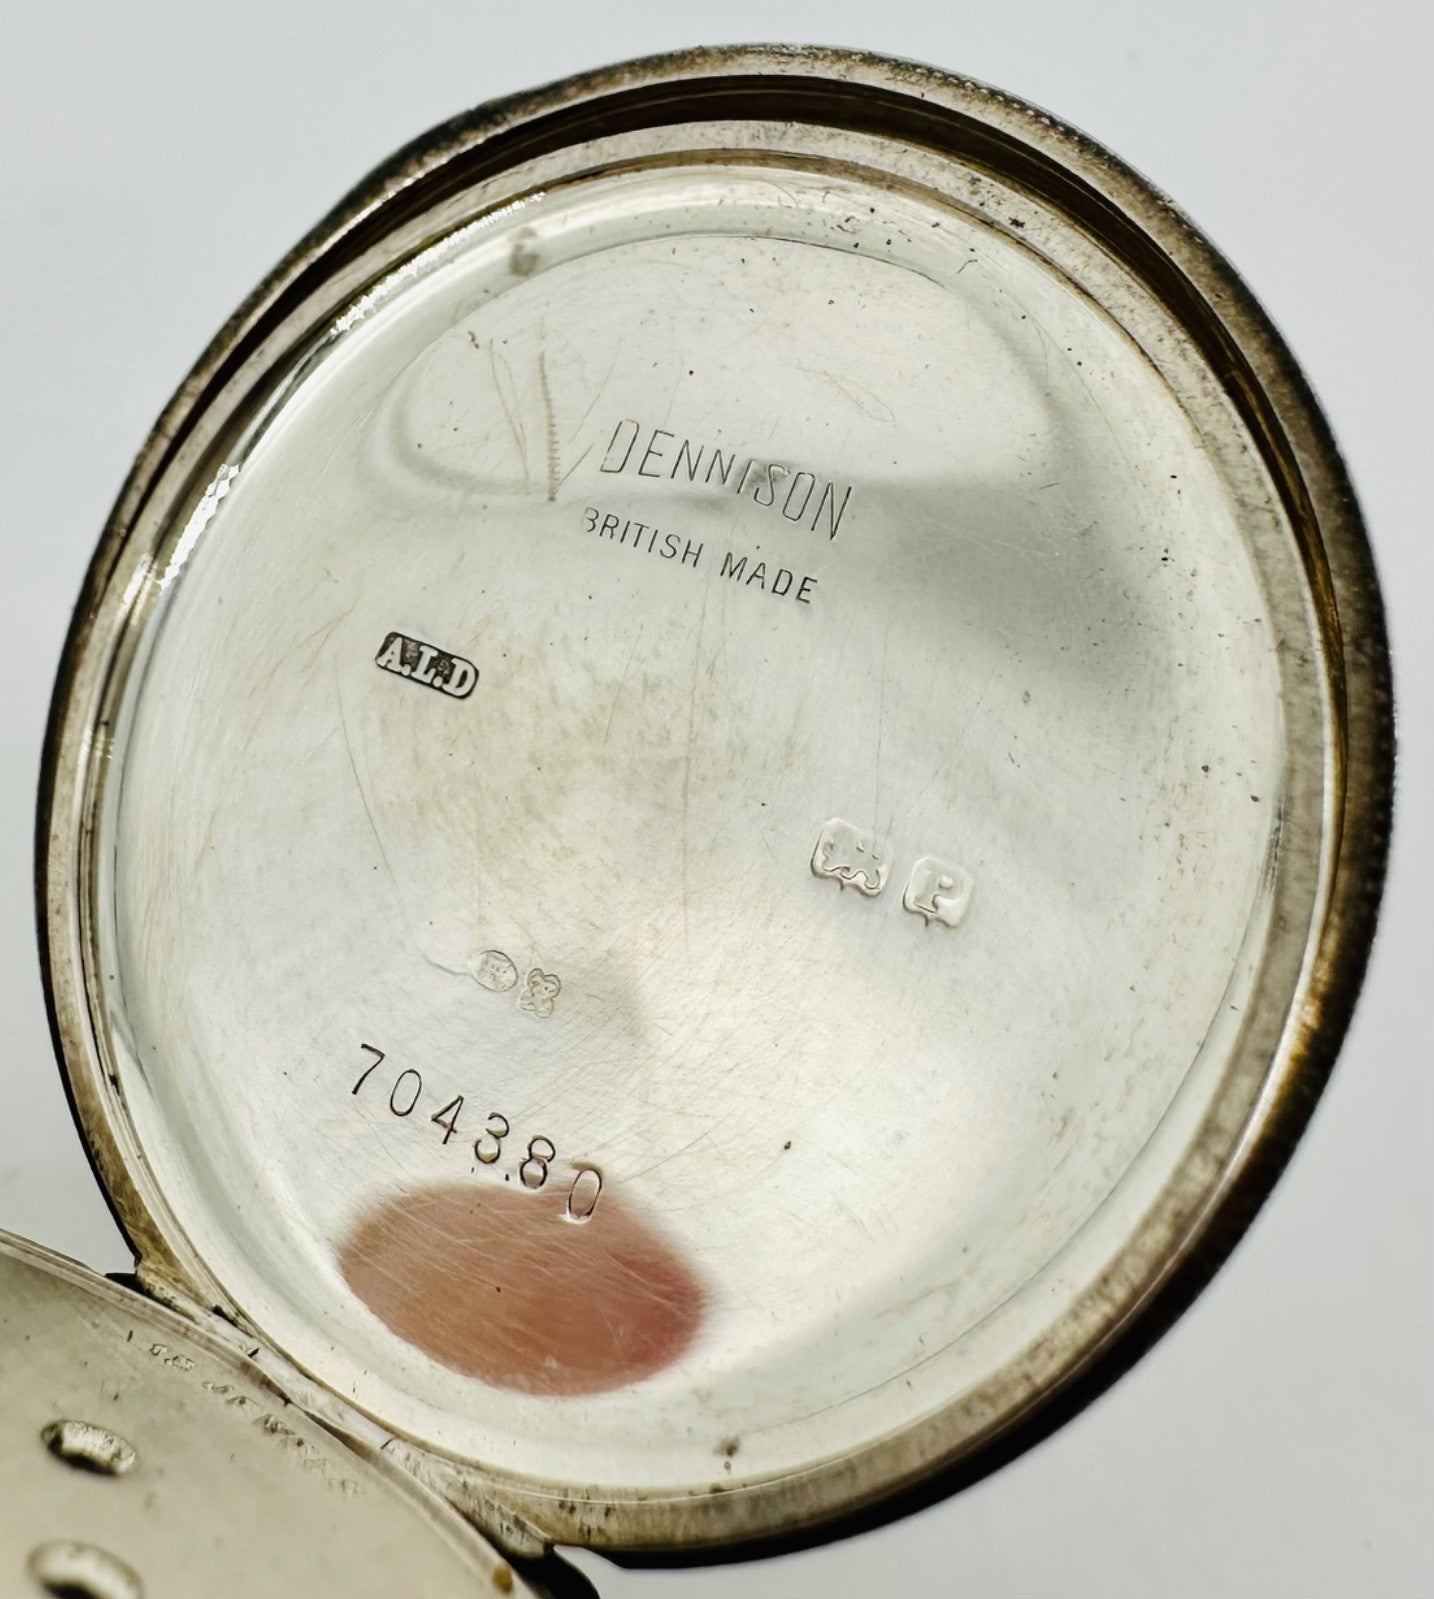 DENNISON
BRITISH MADE
A.L.D
P
704380